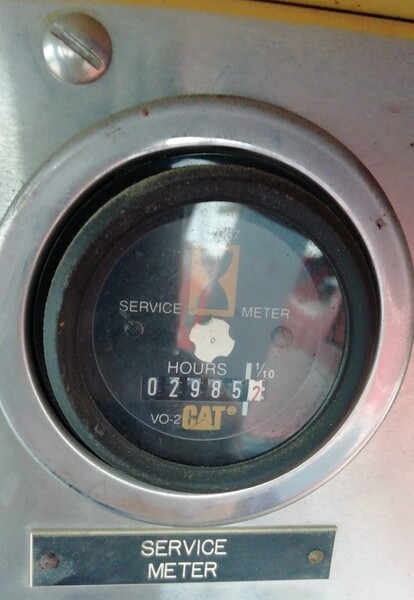 SERVICE METER
HOURS 1/10
029852
VO-2 CAT®
SERVICE
METER